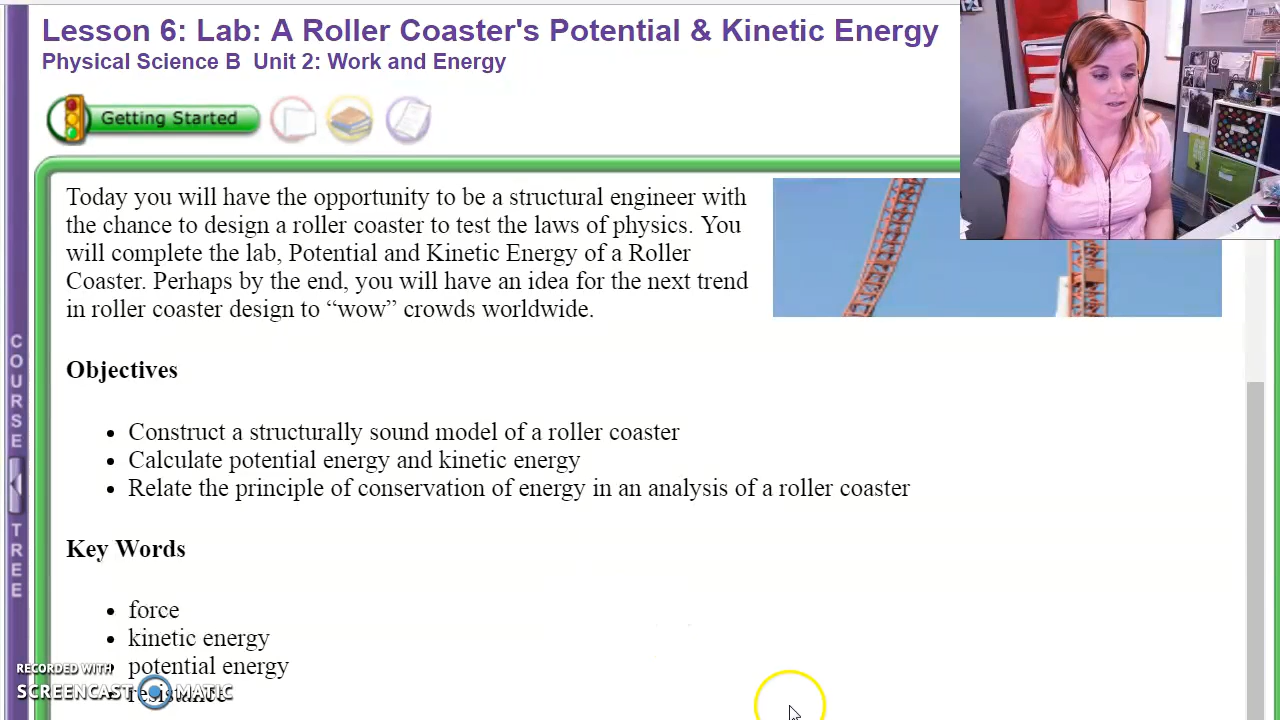 Lesson 6: Lab: A Roller Coaster's Potential & Kinetic Energy
Physical Science B Unit 2: Work and Energy
Getting Started
Today you will have the opportunity to be a structural engineer with
the chance to design a roller coaster to test the laws of physics. You
will complete the lab, Potential and Kinetic Energy of a Roller
Coaster. Perhaps by the end, you will have an idea for the next trend
in roller coaster design to “wow” crowds worldwide.
Objectives
• Construct a structurally sound model of a roller coaster
• Calculate potential energy and kinetic energy
• Relate the principle of conservation of energy in an analysis of a roller coaster
Key Words
• force
• kinetic energy
• potential energy
• resistance
COURSE TREE
RECORDED WITH
SCREENCAST MATIC